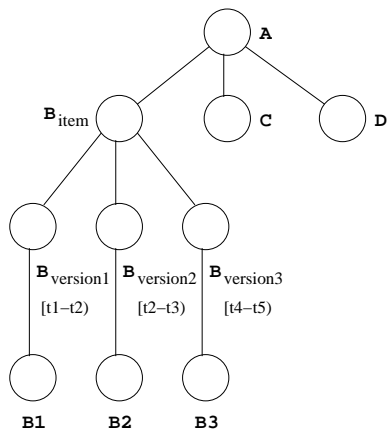 A
B item
C
D
B version1
B version2
B version3
[t1–t2)
[t2–t3)
[t4–t5)
B1
B2
B3